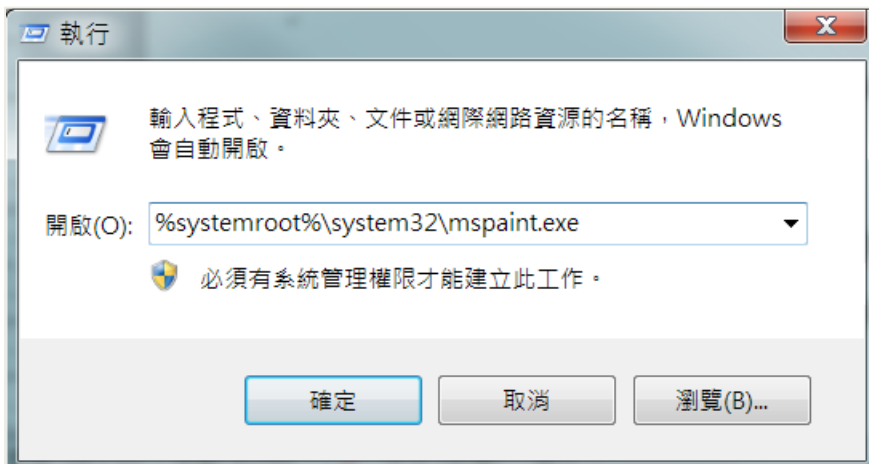 執行
輸入程式、資料夾、文件或網際網路資源的名稱，Windows
會自動開啟。
開啟(O): %systemroot%\system32\mspaint.exe
必須有系統管理權限才能建立此工作。
確定 取消 瀏覽(B)...